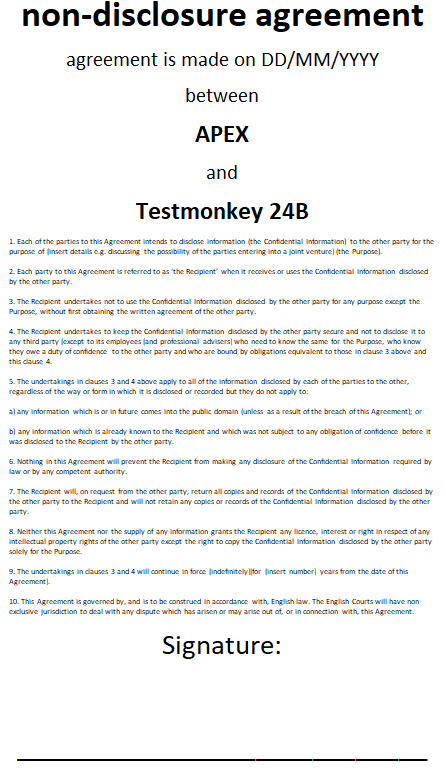 non-disclosure agreement
agreement is made on DD/MM/YYYY
between
APEX
and
Testmonkey 24B
1. Each of the parties to this Agreement intends to disclose information (the Confidential Information) to the other party for the
purpose of [insert details e.g. discussing the possibility of the parties entering into a joint venture] (the Purpose).
2. Each party to this Agreement is referred to as 'the Recipient' when it receives or uses the Confidential Information disclosed
by the other party.
3. The Recipient undertakes not to use the Confidential Information disclosed by the other party for any purpose except the
Purpose, without first obtaining the written agreement of the other party.
4. The Recipient undertakes to keep the Confidential Information disclosed by the other party secure and not to disclose it to
any third party [except to its employees [and professional advisers] who need to know the same for the Purpose, who know
they owe a duty of confidence to the other party and who are bound by obligations equivalent to those in clause 3 above and
this clause 4.
5. The undertakings in clauses 3 and 4 above apply to all of the information disclosed by each of the parties to the other,
regardless of the way or form in which it is disclosed or recorded but they do not apply to:
a) any information which is or in future comes into the public domain (unless as a result of the breach of this Agreement); or
b) any information which is already known to the Recipient and which was not subject to any obligation of confidence before it
was disclosed to the Recipient by the other party.
6. Nothing in this Agreement will prevent the Recipient from making any disclosure of the Confidential Information required by
law or by any competent authority.
7. The Recipient will, on request from the other party, return all copies and records of the Confidential Information disclosed by
the other party to the Recipient and will not retain any copies or records of the Confidential Information disclosed by the other
party.
8. Neither this Agreement nor the supply of any information grants the Recipient any licence, interest or right in respect of any
intellectual property rights of the other party except the right to copy the Confidential Information disclosed by the other party
solely for the Purpose.
9. The undertakings in clauses 3 and 4 will continue in force [indefinitely][for [insert number] years from the date of this
Agreement].
10. This Agreement is governed by, and is to be construed in accordance with, English law. The English Courts will have non-
exclusive jurisdiction to deal with any dispute which has arisen or may arise out of, or in connection with, this Agreement.
Signature: